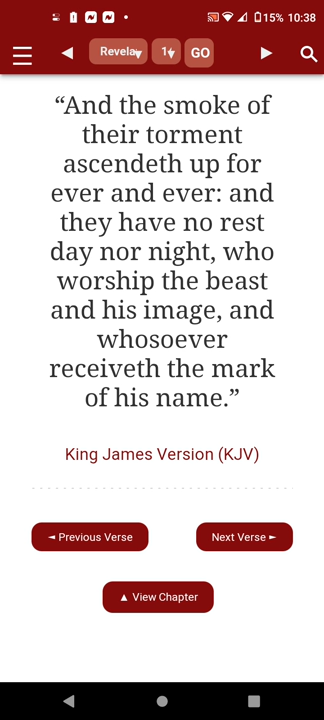 15% 10:38
Revela
1
GO
“And the smoke of
their torment
ascendeth up for
ever and ever: and
they have no rest
day nor night, who
worship the beast
and his image, and
whosoever
receiveth the mark
of his name.”
King James Version (KJV)
◄ Previous Verse
Next Verse ►
▲ View Chapter